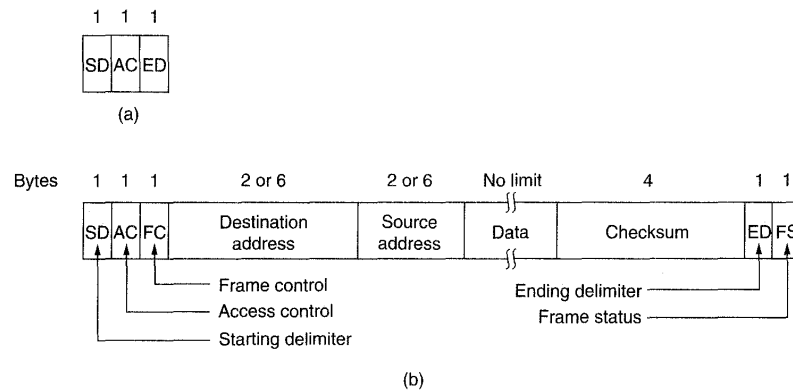 1 1 1
SD AC ED
(a)
Bytes 1 1 1 2 or 6 2 or 6 No limit 4 1 1
SD AC FC Destination address Source address Data Checksum ED FS
Frame control
Access control
Starting delimiter
Ending delimiter
Frame status
(b)